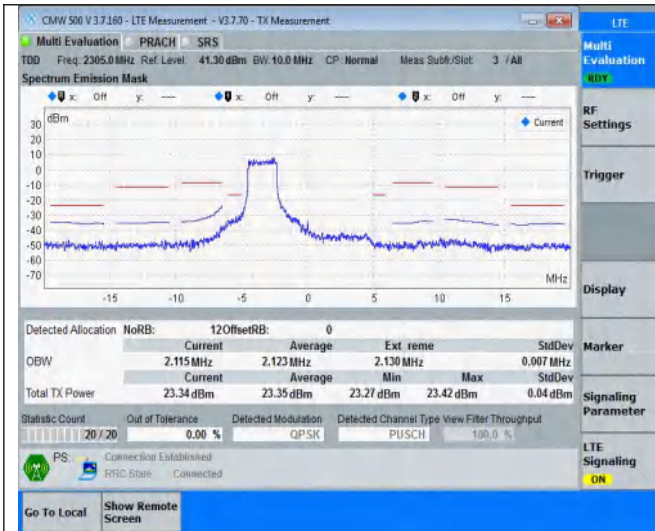 CMW 500 V 3.7.160 - LTE Measurement - V3.7.70 - TX Measurement
LTE
Multi Evaluation PRACH SRS
TDD Freq: 2305.0 MHz Ref. Level: 41.30 dBm BW: 10.0 MHz CP: Normal Meas Subfr./Slot: 3 / All
Spectrum Emission Mask
x: Off y: --- x: Off y: --- x: Off y: ---
dBm
Current
30
20
10
0
-10
-20
-30
-40
-50
-60
-70
MHz
-15 -10 -5 0 5 10 15
Detected Allocation NoRB: 12 OffsetRB: 0
Current Average Extreme StdDev
OBW 2.115 MHz 2.123 MHz 2.130 MHz 0.007 MHz
Current Average Min Max StdDev
Total TX Power 23.34 dBm 23.35 dBm 23.27 dBm 23.42 dBm 0.04 dBm
Statistic Count Out of Tolerance Detected Modulation Detected Channel Type View Filter Throughput
20 / 20 0.00 % QPSK PUSCH 100.0 %
PS: Connection Established
RRC State: Connected
Multi
Evaluation
RDY
RF
Settings
Trigger
Display
Marker
Signaling
Parameter
LTE
Signaling
ON
Go To Local
Show Remote
Screen